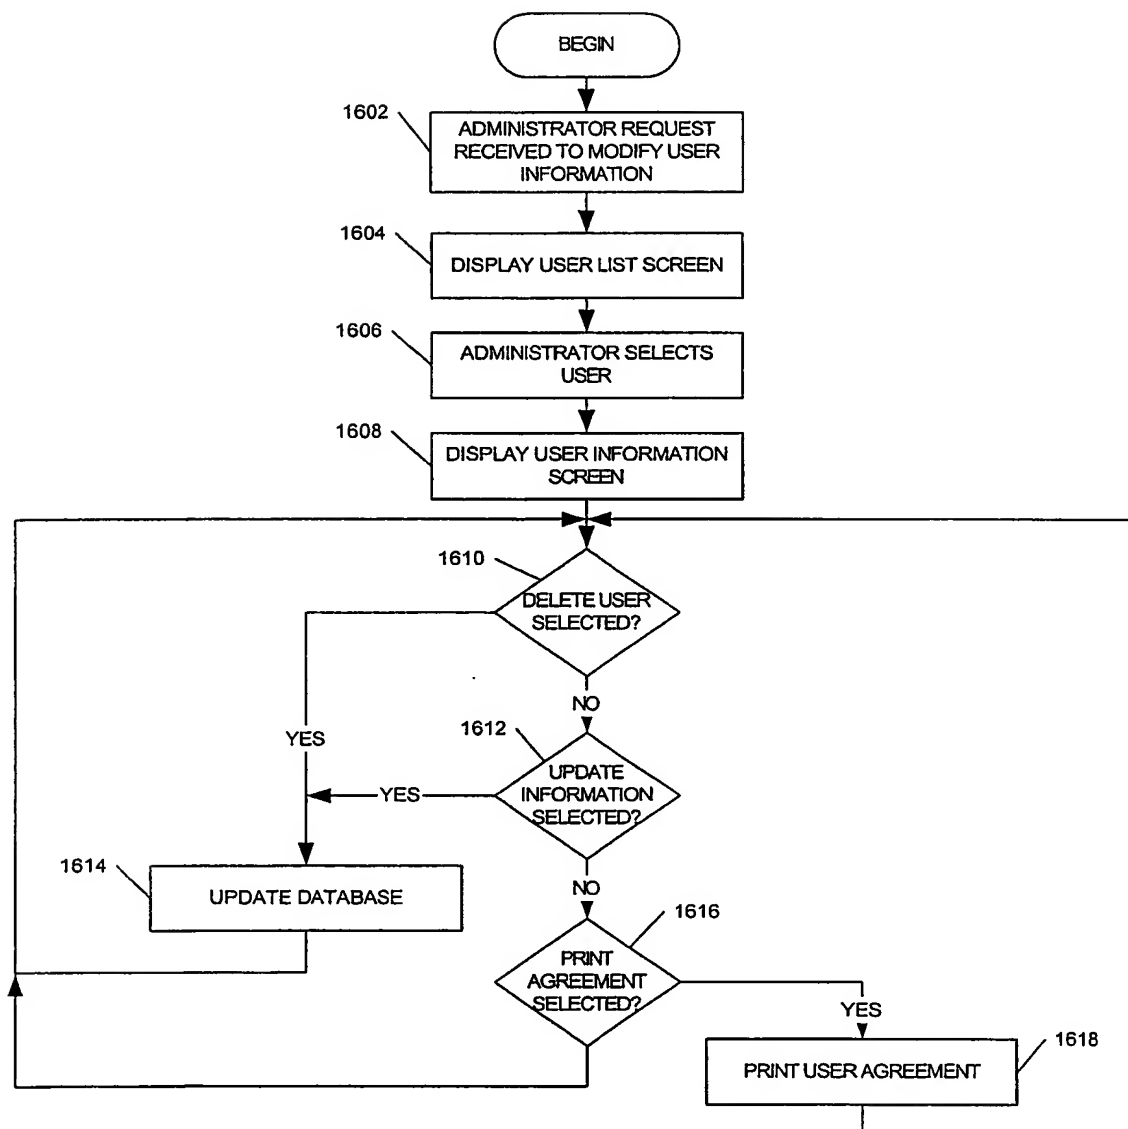 BEGIN
1602
ADMINISTRATOR REQUEST
RECEIVED TO MODIFY USER
INFORMATION
1604
DISPLAY USER LIST SCREEN
1606
ADMINISTRATOR SELECTS
USER
1608
DISPLAY USER INFORMATION
SCREEN
1610
DELETE USER
SELECTED?
NO
YES
1612
UPDATE
INFORMATION
SELECTED?
YES
1614
UPDATE DATABASE
NO
1616
PRINT
AGREEMENT
SELECTED?
YES
1618
PRINT USER AGREEMENT